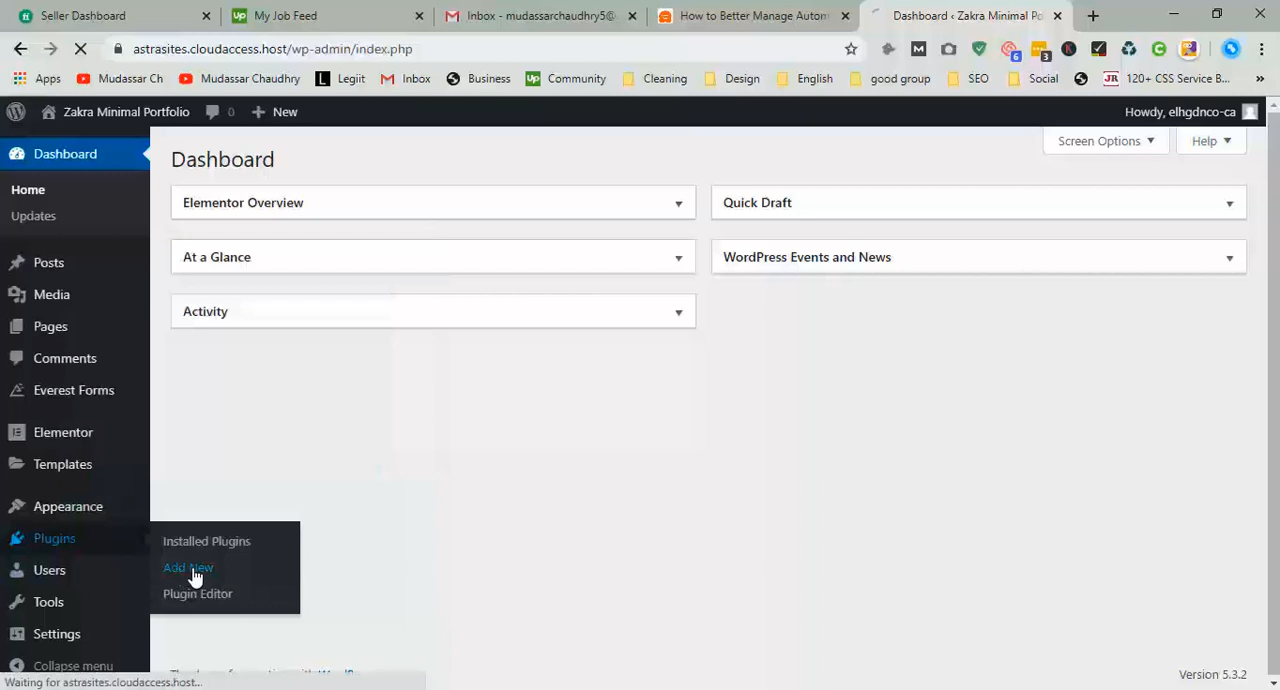 Seller Dashboard
My Job Feed
Inbox - mudassarchaudhry5@
How to Better Manage Autom
Dashboard ‹ Zakra Minimal Po
astrasites.cloudaccess.host/wp-admin/index.php
6
3
Apps
Mudassar Ch
Mudassar Chaudhry
Legiit
Inbox
Business
Community
Cleaning
Design
English
good group
SEO
Social
120+ CSS Service B...
»
Zakra Minimal Portfolio
0
New
Howdy, elhgdnco-ca
Dashboard
Dashboard
Screen Options
Help
Home
Updates
Elementor Overview
Quick Draft
At a Glance
WordPress Events and News
Activity
Posts
Media
Pages
Comments
Everest Forms
Elementor
Templates
Appearance
Plugins
Installed Plugins
Add New
Plugin Editor
Users
Tools
Settings
Collapse menu
Waiting for astrasites.cloudaccess.host...
Version 5.3.2